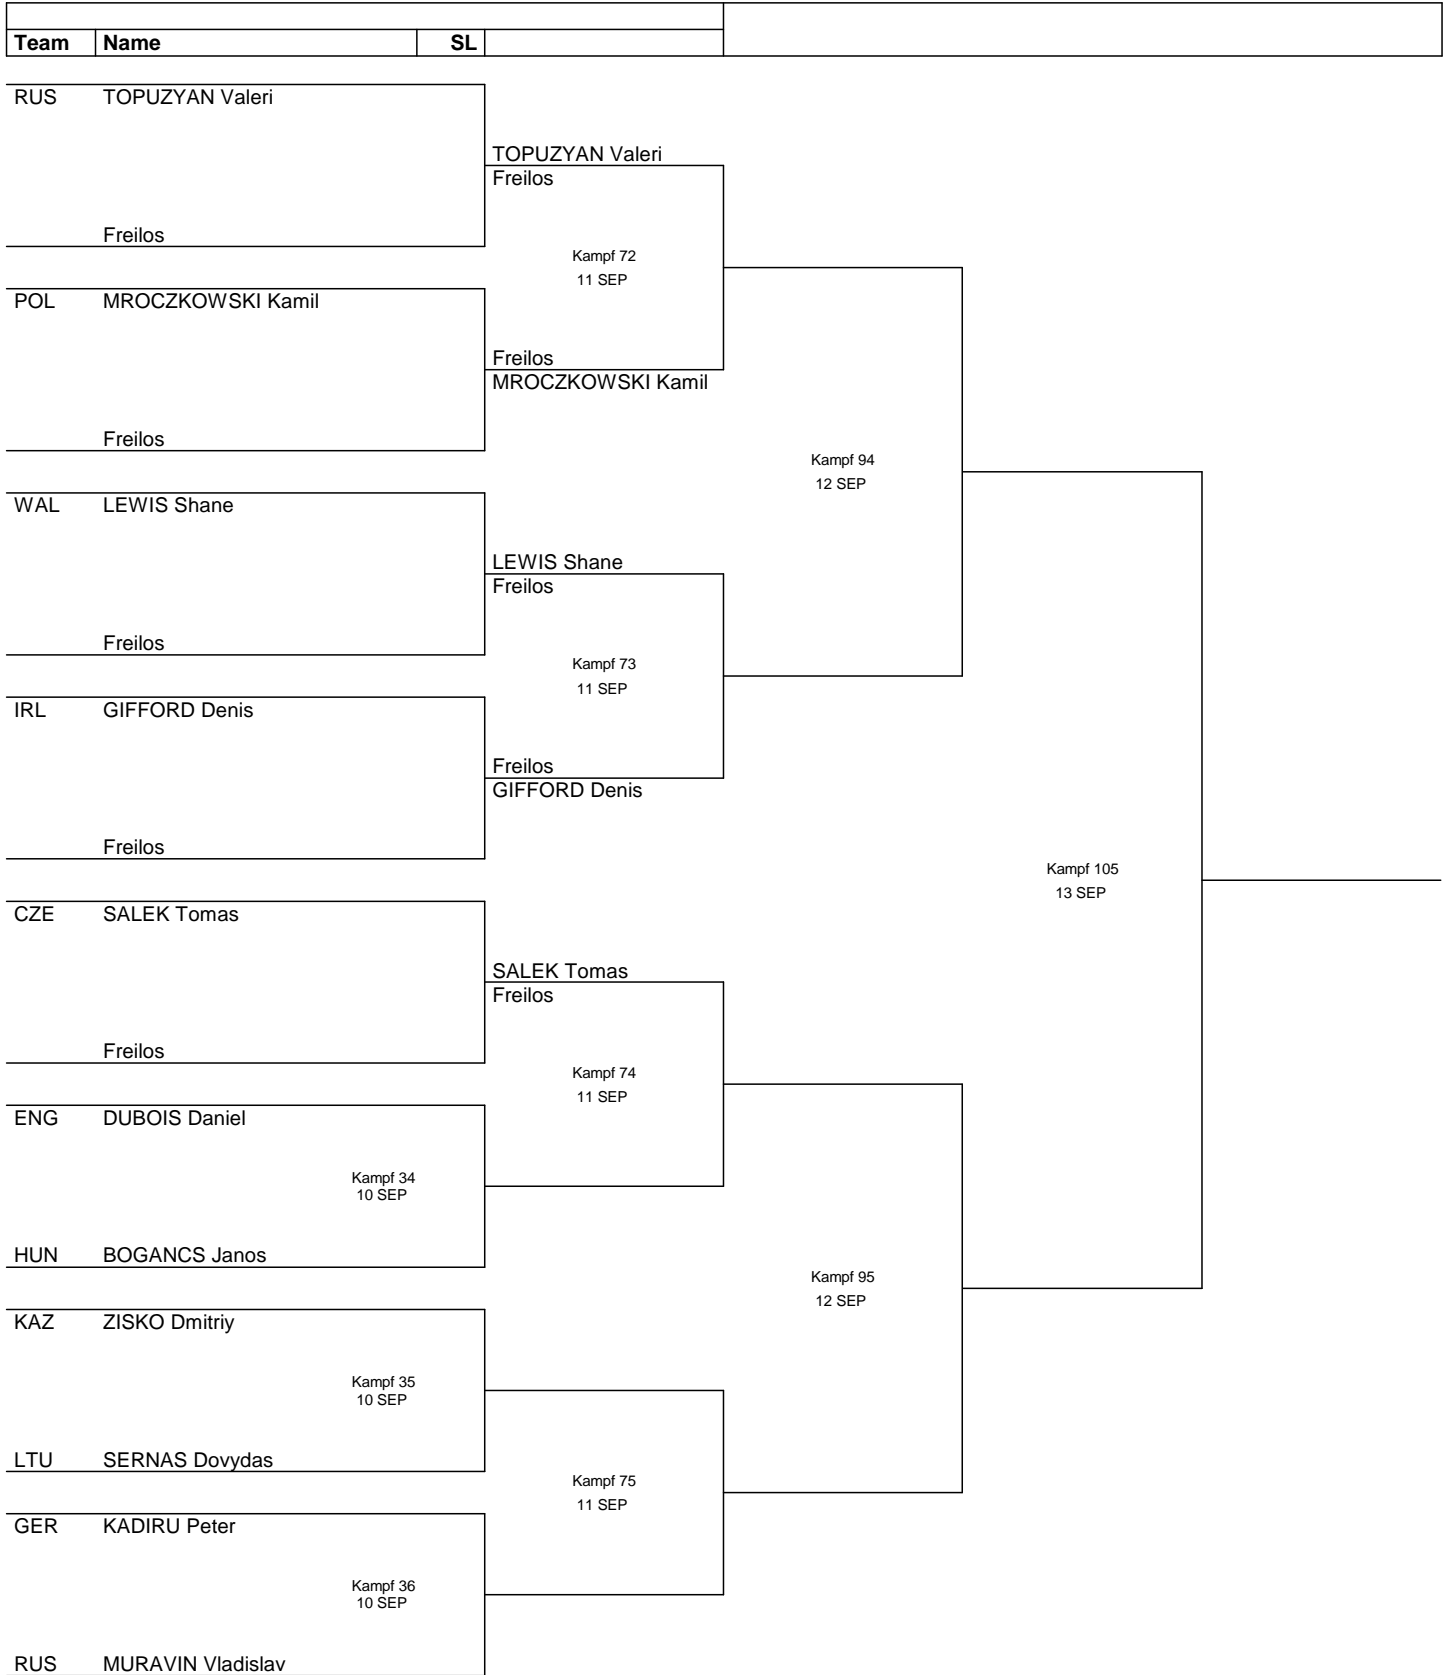 Team Name SL
RUS TOPUZYAN Valeri
TOPUZYAN Valeri
Freilos
Freilos
Kampf 72
11 SEP
POL MROCZKOWSKI Kamil
Freilos
MROCZKOWSKI Kamil
Freilos
Kampf 94
12 SEP
WAL LEWIS Shane
LEWIS Shane
Freilos
Freilos
Kampf 73
11 SEP
IRL GIFFORD Denis
Freilos
GIFFORD Denis
Freilos
Kampf 105
13 SEP
CZE SALEK Tomas
SALEK Tomas
Freilos
Freilos
Kampf 74
11 SEP
ENG DUBOIS Daniel
Kampf 34
10 SEP
HUN BOGANCS Janos
Kampf 95
12 SEP
KAZ ZISKO Dmitriy
Kampf 35
10 SEP
LTU SERNAS Dovydas
Kampf 75
11 SEP
GER KADIRU Peter
Kampf 36
10 SEP
RUS MURAVIN Vladislav